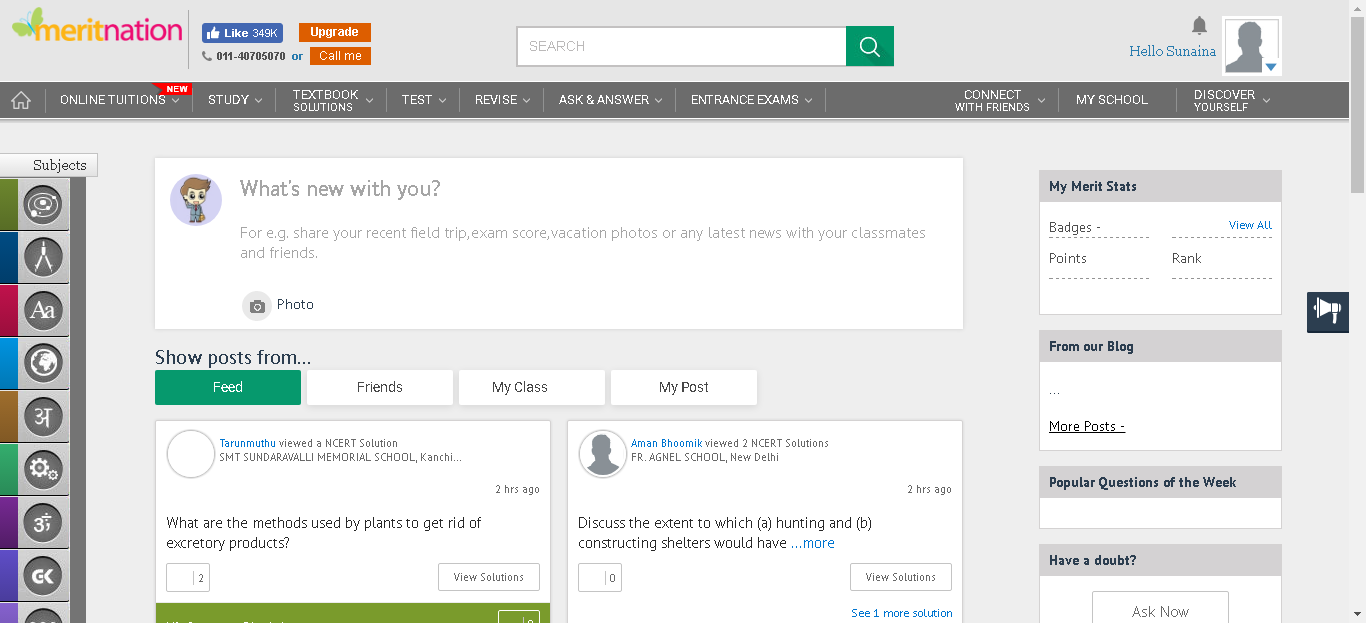 meritnation
Like 349K
Upgrade
011-40705070 or
Call me
SEARCH
Hello Sunaina
ONLINE TUITIONS
NEW
STUDY
TEXTBOOK
SOLUTIONS
TEST
REVISE
ASK & ANSWER
ENTRANCE EXAMS
CONNECT
WITH FRIENDS
MY SCHOOL
DISCOVER
YOURSELF
Subjects
Aa
अ
ॐ
GK
What's new with you?
For e.g. share your recent field trip,exam score,vacation photos or any latest news with your classmates
and friends.
Photo
Show posts from...
Feed
Friends
My Class
My Post
Tarunmuthu viewed a NCERT Solution
SMT SUNDARAVALLI MEMORIAL SCHOOL, Kanchi...
2 hrs ago
What are the methods used by plants to get rid of
excretory products?
2
View Solutions
Aman Bhoomik viewed 2 NCERT Solutions
FR. AGNEL SCHOOL, New Delhi
2 hrs ago
Discuss the extent to which (a) hunting and (b)
constructing shelters would have ...more
0
View Solutions
See 1 more solution
My Merit Stats
Badges -
View All
Points
Rank
From our Blog
...
More Posts -
Popular Questions of the Week
Have a doubt?
Ask Now